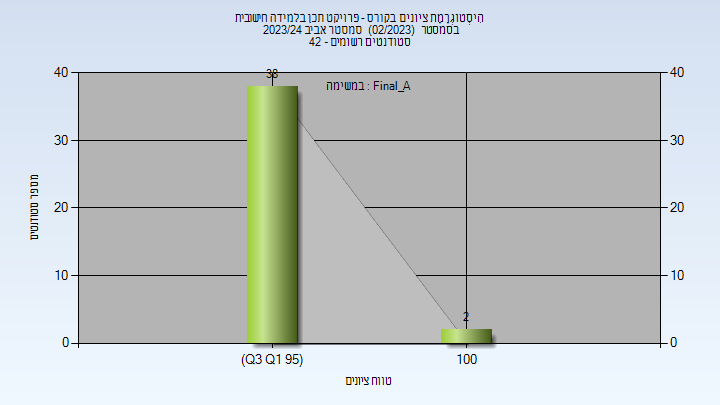 היסטוגרמת ציונים בקורס - פרויקט תכן בלמידה חישובית
בסמסטר (02/2023) סמסטר אביב 2023/24
סטודנטים רשומים - 42
במשימה : Final_A
38
2
40
30
20
10
0
40
30
20
10
0
מספר סטודנטים
(Q3 Q1 95)
100
טווח ציונים